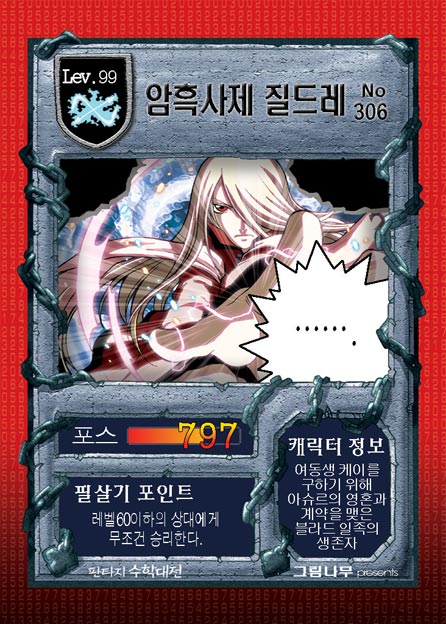 Lev.99
암흑사제 질드레
No
306
.......
포스 797
필살기 포인트
레벨60이하의 상대에게
무조건 승리한다.
캐릭터 정보
여동생 케이를
구하기 위해
아슈르의 영혼과
계약을 맺은
블라드 일족의
생존자
판타지 수학대전
그림나무 presents